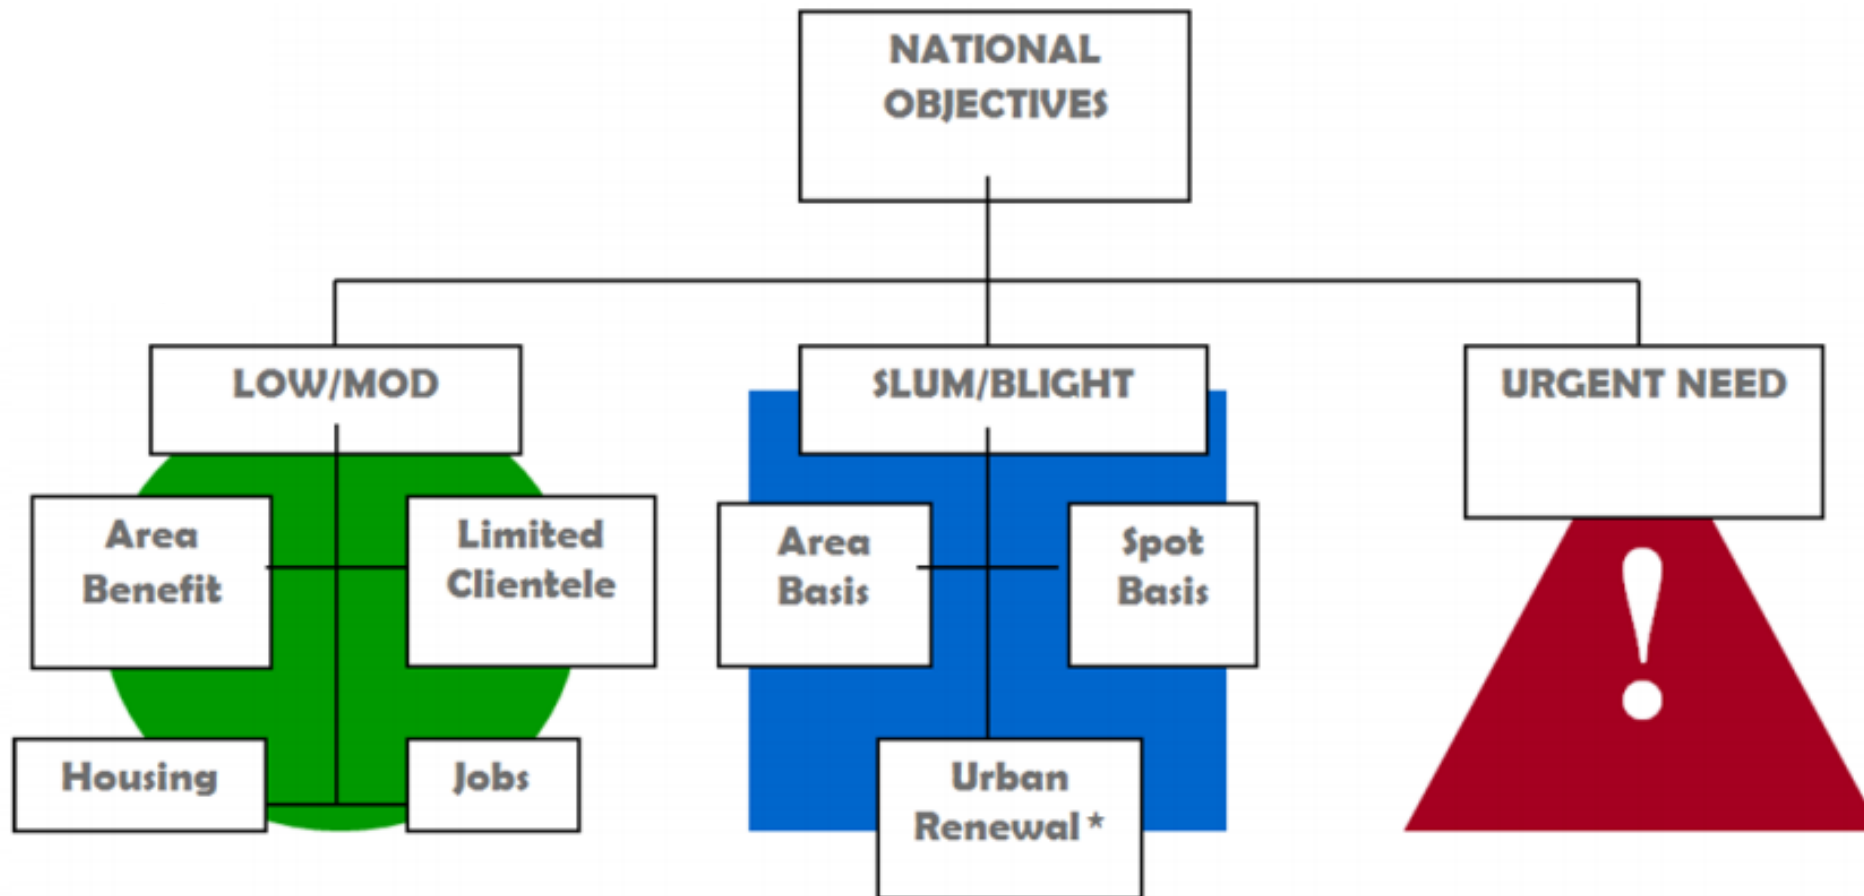 NATIONAL
OBJECTIVES
LOW/MOD
SLUM/BLIGHT
URGENT NEED
Area
Benefit
Limited
Clientele
Area
Basis
Spot
Basis
!
Housing
Jobs
Urban
Renewal *